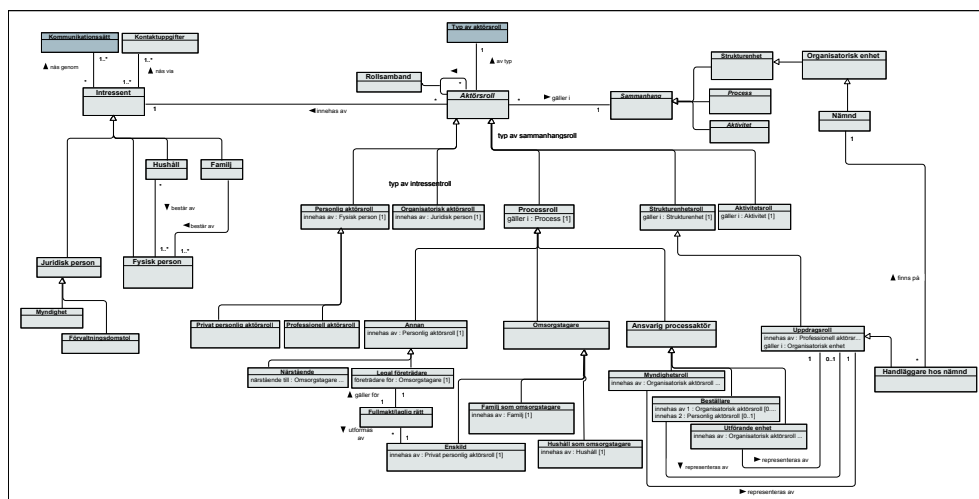 Typ av aktörsroll
Kommunikationssätt
Kontaktuppgifter
1..*
1..*
1
▲ nås genom
▲ nås via
▲ av typ
*
1..*
Rollsamband
◄
*
*
Intressent
1
◄ innehas av
*
Aktörsroll
*
► gäller i
1
Sammanhang
Strukturenhet
Organisatorisk enhet
Process
Aktivitet
Nämnd
1
typ av sammanhangsroll
typ av intressentroll
Hushåll
Familj
*
▼ består av
◄ består av
1..*
1..*
Juridisk person
Fysisk person
Myndighet
Förvaltningsdomstol
Personlig aktörsroll
innehas av : Fysisk person [1]
Organisatorisk aktörsroll
innehas av : Juridisk person [1]
Processroll
gäller i : Process [1]
Strukturenhetsroll
gäller i : Strukturenhet [1]
Aktivitetsroll
gäller i : Aktivitet [1]
▲ finns på
Privat personlig aktörsroll
Professionell aktörsroll
Annan
innehas av : Personlig aktörsroll [1]
Omsorgstagare
Ansvarig processaktör
Uppdragsroll
innehas av : Professionell aktörar...
gäller i : Organisatorisk enhet
1
0..1
1
*
Handläggare hos nämnd
Närstående
närstående till : Omsorgstagare ...
Legal företrädare
företrädare för : Omsorgstagare [1]
1
▲ gäller för
1
Fullmakt/laglig rätt
▼ utformas av
*
1
Myndighetsroll
innehas av : Organisatorisk aktörsroll ...
Beställare
innehas av 1 : Organisatorisk aktörsroll [0....
innehas 2 : Personlig aktörsroll [0..1]
Utförande enhet
innehas av : Organisatorisk aktörsroll ...
Familj som omsorgstagare
innehas av : Familj [1]
Enskild
innehas av : Privat personlig aktörsroll [1]
Hushåll som omsorgstagare
innehas av : Hushåll [1]
► representeras av
▼ representeras av
► representeras av